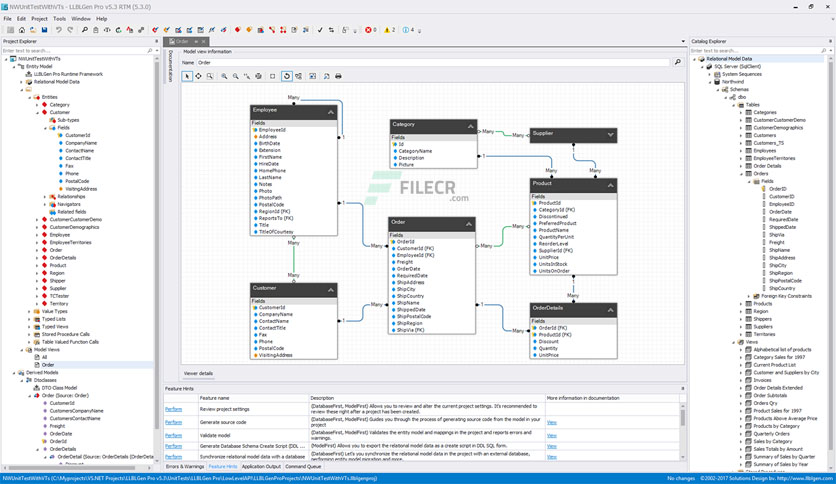 NWUnitTestWithVTs - LLBLGen Pro v5.3 RTM (5.3.0)
File Edit Project Tools Window Help
0 2 4
Project Explorer
Enter text to search...
NWUnitTestWithVTs
Entity Model
LLBLGen Pro Runtime Framework
Relational Model Data
Entities
Category
Customer
Sub-types
Fields
CustomerId
CompanyName
ContactName
ContactTitle
Fax
Phone
PostalCode
VisitingAddress
Relationships
Navigators
Related fields
CustomerCustomerDemo
CustomerDemographics
Employee
EmployeeTerritories
Order
OrderDetails
Product
Region
Shipper
Supplier
TCTester
Territory
Value Types
Typed Lists
Typed Views
Stored Procedure Calls
Table Valued Function Calls
Model Views
All
Order
Derived Models
Dtoclasses
DTO Class Model
Order (Source: Order)
CustomerId
CustomerCompanyName
CustomerContactName
Freight
OrderDate
OrderId
OrderDetails
OrderDetail (Source: OrderDetails)
Order
Documentation
Model view information
Name Order
Employee
Fields
EmployeeId
Address
BirthDate
Extension
FirstName
HireDate
HomePhone
LastName
Notes
Photo
PhotoPath
PostalCode
RegionId (FK)
ReportsTo (FK)
Title
TitleOfCourtesy
Many
1
1
Many
Many
Customer
Fields
CustomerId
CompanyName
ContactName
ContactTitle
Fax
Phone
PostalCode
VisitingAddress
1
Category
Fields
Id
CategoryName
Description
Picture
Many
1
FILECR
.com
Order
Fields
OrderId
CustomerId (FK)
EmployeeId (FK)
Freight
OrderDate
RequiredDate
ShipAddress
ShipCity
ShipCountry
ShipName
ShippedDate
ShipPostalCode
ShipRegion
ShipVia (FK)
Many
Many
Many
1
Supplier
Many
1
Many
Many
Product
Fields
ProductId
CategoryId (FK)
Discontinued
PreferredProduct
ProductName
QuantityPerUnit
ReorderLevel
SupplierId (FK)
UnitPrice
UnitsInStock
UnitsOnOrder
Many
Many
OrderDetails
Fields
OrderId (FK)
ProductId (FK)
Discount
Quantity
UnitPrice
Many
Viewer details
Feature Hints
Feature name Description More information in documentation
Perform Review project settings (DatabaseFirst, ModelFirst) Allows you to review and alter the current project settings. It's recommended to review these right after a project has been created.
Perform Generate source code (DatabaseFirst, ModelFirst) Guides you through the process of generating source code from the model in your project View
Perform Validate model (DatabaseFirst, ModelFirst) Validates the entity model and mappings in the project and reports errors and warnings. View
Perform Generate Database Schema Create Script (DDL ... (ModelFirst) Allows you to export the relational model data as a create script in DDL SQL form. View
Perform Synchronize relational model data with a database (DatabaseFirst) Lets you synchronize the relational model data in the project with an external database, View
Errors & Warnings Feature Hints Application Output Command Queue
Catalog Explorer
Enter text to search...
Relational Model Data
SQL Server (SqlClient)
System Sequences
Northwind
Schemas
dbo
Tables
Categories
CustomerCustomerDemo
CustomerDemographics
Customers
Customers_TS
Employees
EmployeeTerritories
Order Details
Orders
Fields
OrderID
CustomerID
EmployeeID
OrderDate
RequiredDate
ShippedDate
ShipVia
Freight
ShipName
ShipAddress
ShipCity
ShipRegion
ShipPostalCode
ShipCountry
Foreign Key Constraints
Products
Region
Shippers
Suppliers
Territories
Views
Alphabetical list of products
Category Sales for 1997
Current Product List
Customer and Suppliers by City
Invoices
Order Details Extended
Order Subtotals
Orders Qry
Product Sales for 1997
Products Above Average Price
Products by Category
Quarterly Orders
Sales by Category
Sales Totals by Amount
Summary of Sales by Quarter
Summary of Sales by Year
NWUnitTestWithVTs (C:\Myprojects\VS.NET Projects\LLBLGen Pro v5.3\UnitTests\LowLevelAPI\LLBLGenProProjects\NWUnitTestWithVTs.llblgenproj)
No changes ©2002-2017 Solutions Design bv. http://www.llblgen.com